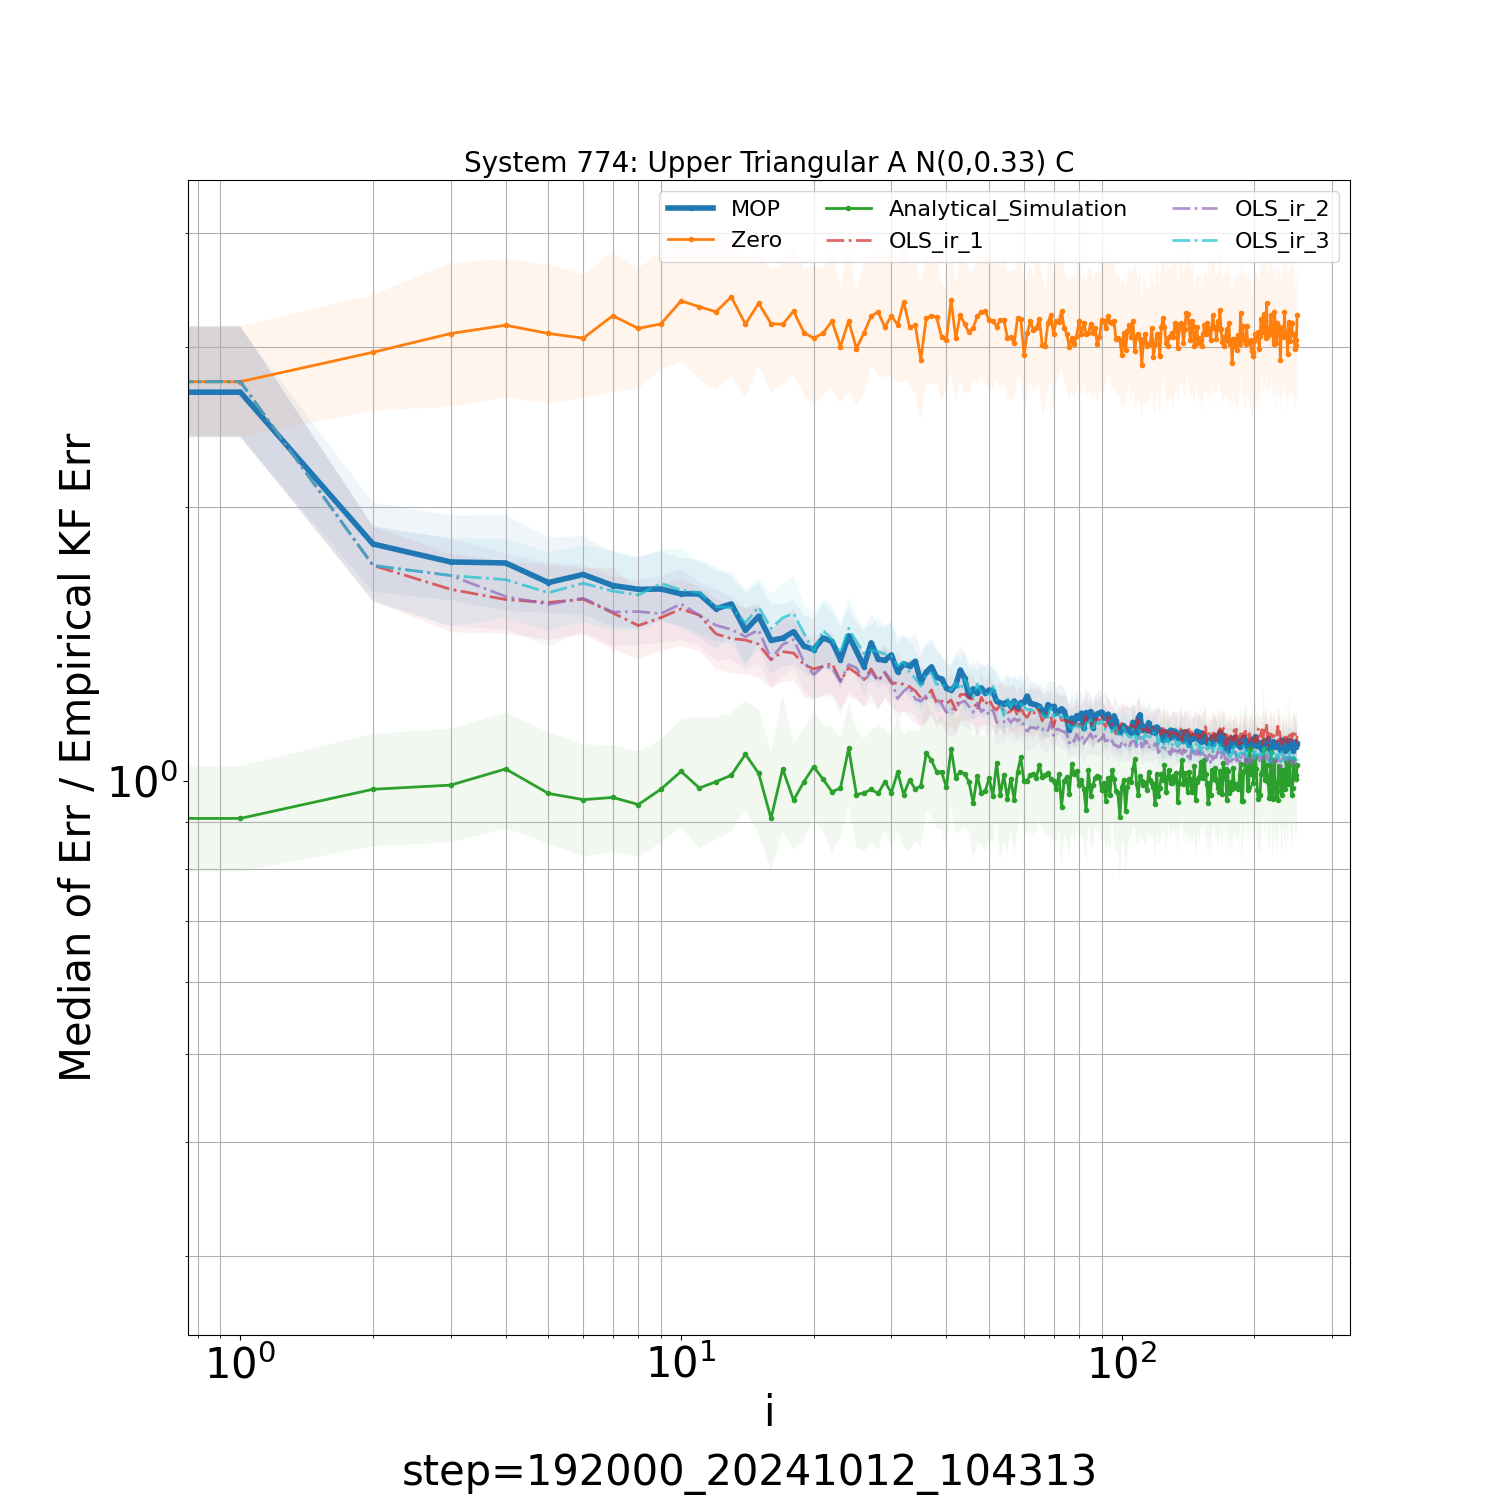 System 774: Upper Triangular A N(0,0.33) C
MOP
Zero
Analytical_Simulation
OLS_ir_1
OLS_ir_2
OLS_ir_3
Median of Err / Empirical KF Err
10⁰
10⁰ 10¹ 10²
i
step=192000_20241012_104313